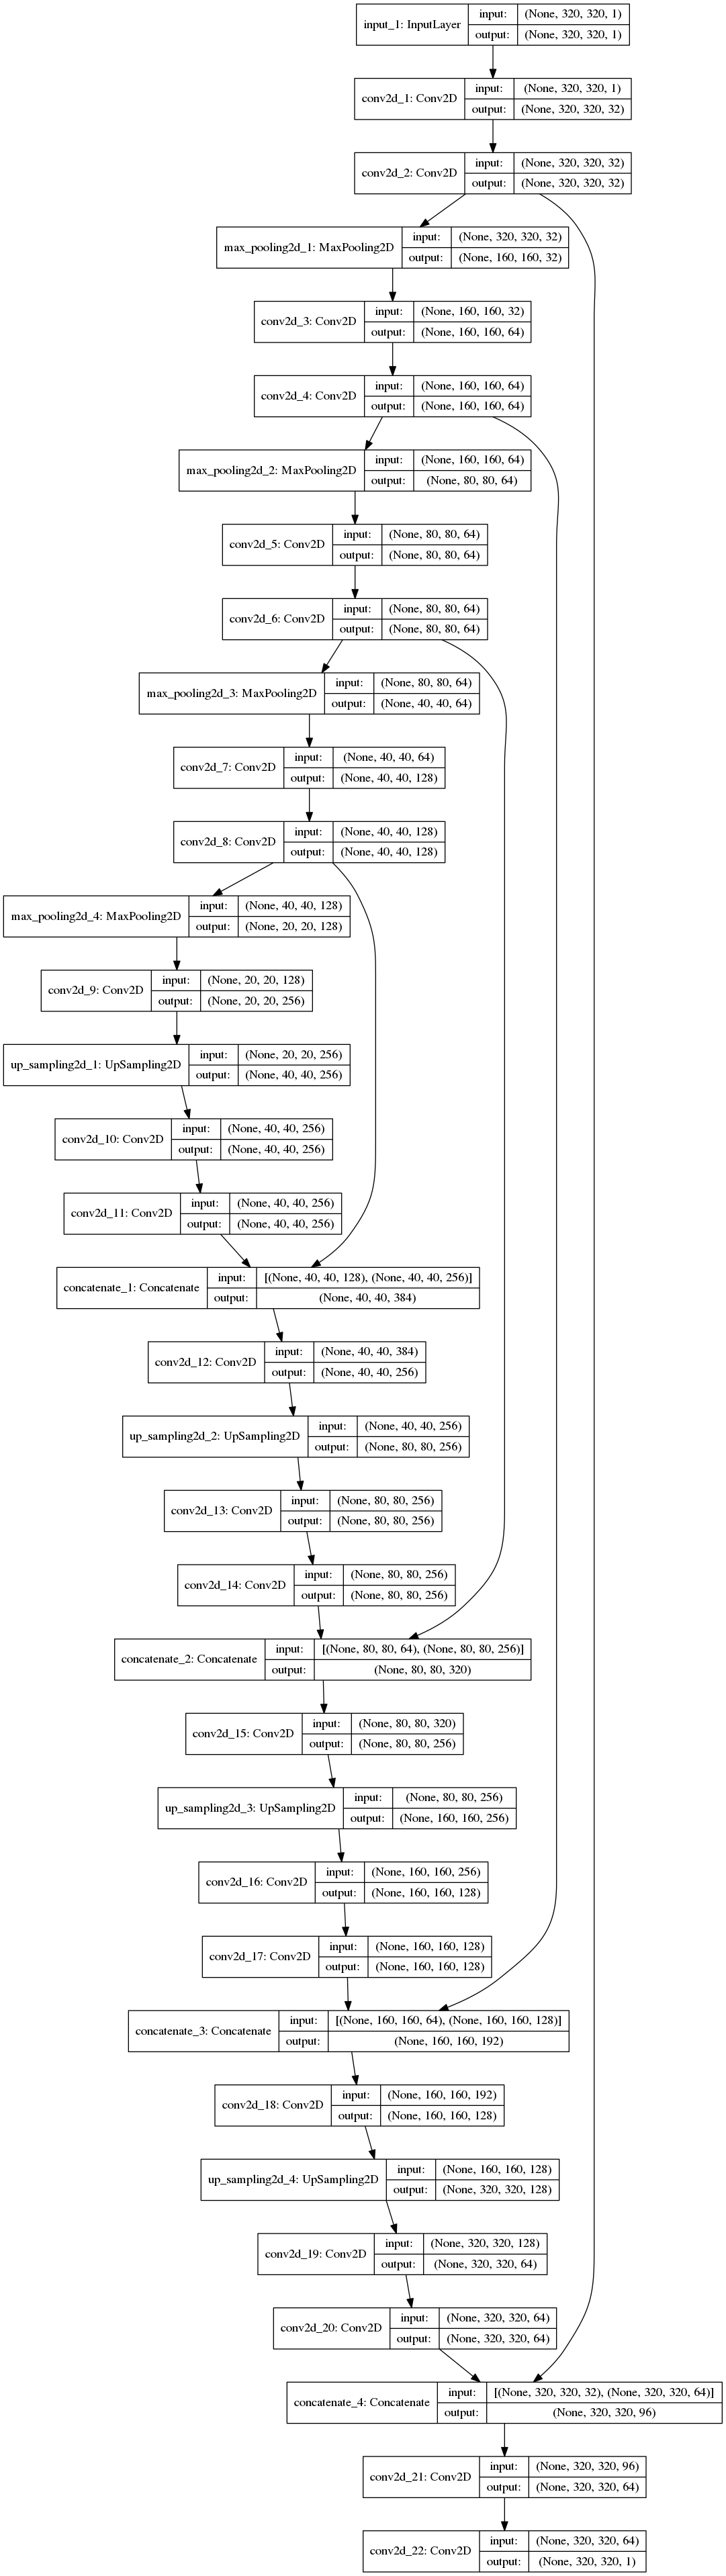 input_1: InputLayer
input: (None, 320, 320, 1)
output: (None, 320, 320, 1)
conv2d_1: Conv2D
input: (None, 320, 320, 1)
output: (None, 320, 320, 32)
conv2d_2: Conv2D
input: (None, 320, 320, 32)
output: (None, 320, 320, 32)
max_pooling2d_1: MaxPooling2D
input: (None, 320, 320, 32)
output: (None, 160, 160, 32)
conv2d_3: Conv2D
input: (None, 160, 160, 32)
output: (None, 160, 160, 64)
conv2d_4: Conv2D
input: (None, 160, 160, 64)
output: (None, 160, 160, 64)
max_pooling2d_2: MaxPooling2D
input: (None, 160, 160, 64)
output: (None, 80, 80, 64)
conv2d_5: Conv2D
input: (None, 80, 80, 64)
output: (None, 80, 80, 64)
conv2d_6: Conv2D
input: (None, 80, 80, 64)
output: (None, 80, 80, 64)
max_pooling2d_3: MaxPooling2D
input: (None, 80, 80, 64)
output: (None, 40, 40, 64)
conv2d_7: Conv2D
input: (None, 40, 40, 64)
output: (None, 40, 40, 128)
conv2d_8: Conv2D
input: (None, 40, 40, 128)
output: (None, 40, 40, 128)
max_pooling2d_4: MaxPooling2D
input: (None, 40, 40, 128)
output: (None, 20, 20, 128)
conv2d_9: Conv2D
input: (None, 20, 20, 128)
output: (None, 20, 20, 256)
up_sampling2d_1: UpSampling2D
input: (None, 20, 20, 256)
output: (None, 40, 40, 256)
conv2d_10: Conv2D
input: (None, 40, 40, 256)
output: (None, 40, 40, 256)
conv2d_11: Conv2D
input: (None, 40, 40, 256)
output: (None, 40, 40, 256)
concatenate_1: Concatenate
input: [(None, 40, 40, 128), (None, 40, 40, 256)]
output: (None, 40, 40, 384)
conv2d_12: Conv2D
input: (None, 40, 40, 384)
output: (None, 40, 40, 256)
up_sampling2d_2: UpSampling2D
input: (None, 40, 40, 256)
output: (None, 80, 80, 256)
conv2d_13: Conv2D
input: (None, 80, 80, 256)
output: (None, 80, 80, 256)
conv2d_14: Conv2D
input: (None, 80, 80, 256)
output: (None, 80, 80, 256)
concatenate_2: Concatenate
input: [(None, 80, 80, 64), (None, 80, 80, 256)]
output: (None, 80, 80, 320)
conv2d_15: Conv2D
input: (None, 80, 80, 320)
output: (None, 80, 80, 256)
up_sampling2d_3: UpSampling2D
input: (None, 80, 80, 256)
output: (None, 160, 160, 256)
conv2d_16: Conv2D
input: (None, 160, 160, 256)
output: (None, 160, 160, 128)
conv2d_17: Conv2D
input: (None, 160, 160, 128)
output: (None, 160, 160, 128)
concatenate_3: Concatenate
input: [(None, 160, 160, 64), (None, 160, 160, 128)]
output: (None, 160, 160, 192)
conv2d_18: Conv2D
input: (None, 160, 160, 192)
output: (None, 160, 160, 128)
up_sampling2d_4: UpSampling2D
input: (None, 160, 160, 128)
output: (None, 320, 320, 128)
conv2d_19: Conv2D
input: (None, 320, 320, 128)
output: (None, 320, 320, 64)
conv2d_20: Conv2D
input: (None, 320, 320, 64)
output: (None, 320, 320, 64)
concatenate_4: Concatenate
input: [(None, 320, 320, 32), (None, 320, 320, 64)]
output: (None, 320, 320, 96)
conv2d_21: Conv2D
input: (None, 320, 320, 96)
output: (None, 320, 320, 64)
conv2d_22: Conv2D
input: (None, 320, 320, 64)
output: (None, 320, 320, 1)